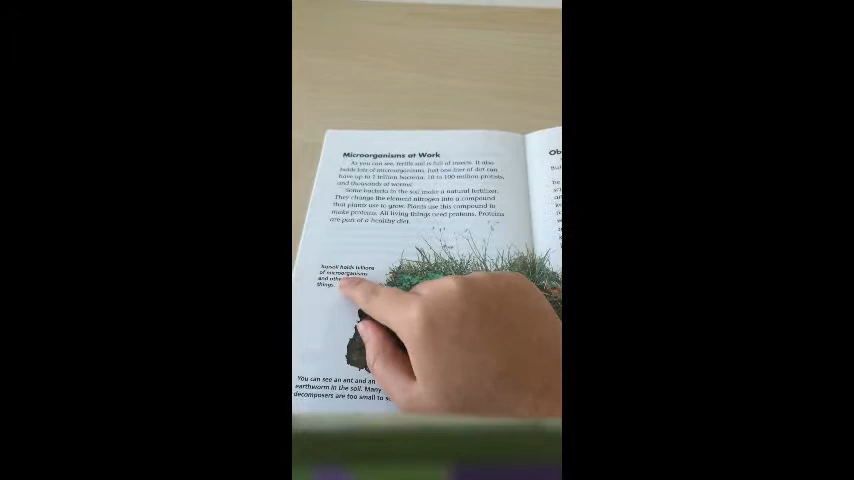 Microorganisms at Work
As you can see, fertile soil is full of insects. It also
holds lots of microorganisms. Just one liter of dirt can
have up to 1 trillion bacteria, 10 to 100 million protists,
and thousands of worms.
Some bacteria in the soil make a natural fertilizer.
They change the element nitrogen into a compound
that plants use to grow. Plants use this compound to
make proteins. All living things need proteins. Proteins
are part of a healthy diet.
Topsoil holds trillions
of microorganisms
and
things.
You can see an ant and an
earthworm in the soil. Many
decomposers are too small to